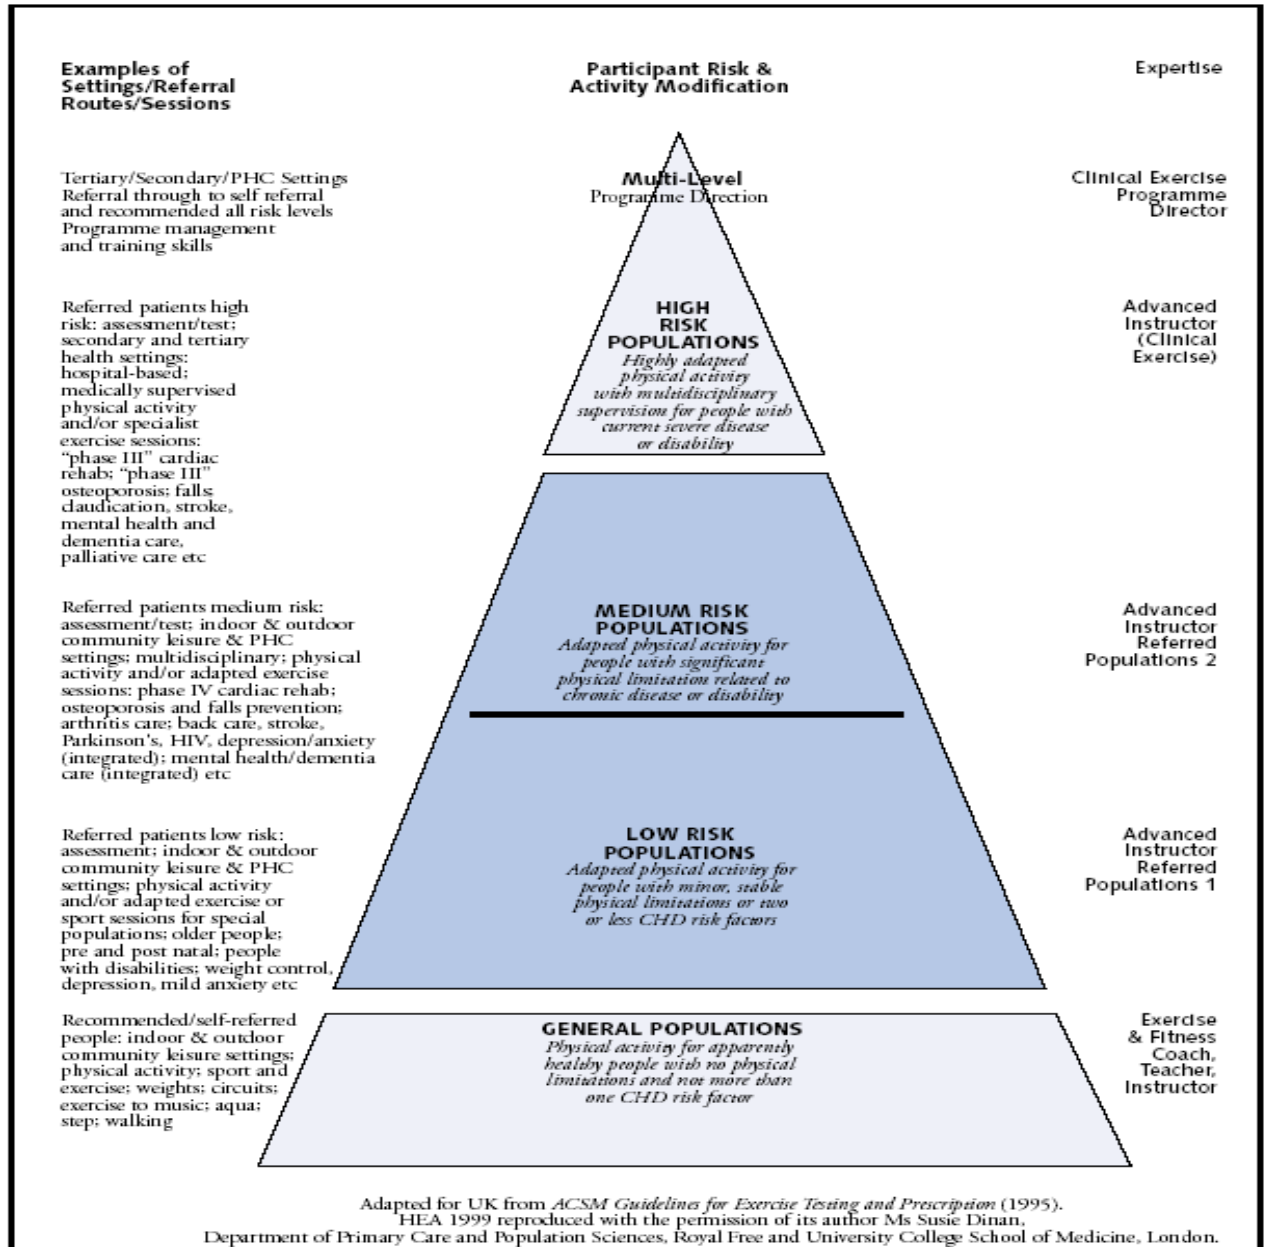 Examples of
Settings/Referral
Routes/Sessions
Participant Risk &
Activity Modification
Expertise
Tertiary/Secondary/PHC Settings
Referral through to self referral
and recommended all risk levels
Programme management
and training skills
Multi-Level
Programme Direction
Clinical Exercise
Programme
Director
Referred patients high
risk: assessment/test;
secondary and tertiary
health settings:
hospital-based;
medically supervised
physical activity
and/or specialist
exercise sessions:
“phase III” cardiac
rehab; “phase III”
osteoporosis; falls;
claudication, stroke,
mental health and
dementia care,
palliative care etc
HIGH
RISK
POPULATIONS
Highly adapted
physical activity
with multidisciplinary
supervision for people with
current severe disease
or disability
Advanced
Instructor
(Clinical
Exercise)
Referred patients medium risk:
assessment/test; indoor & outdoor
community leisure & PHC
settings; multidisciplinary; physical
activity and/or adapted exercise
sessions: phase IV cardiac rehab;
osteoporosis and falls prevention;
arthritis care; back care, stroke,
Parkinson's, HIV, depression/anxiety
(integrated); mental health/dementia
care (integrated) etc
MEDIUM RISK
POPULATIONS
Adapted physical activity for
people with significant
physical limitation related to
chronic disease or disability
Advanced
Instructor
Referred
Populations 2
Referred patients low risk:
assessment; indoor & outdoor
community leisure & PHC
settings; physical activity
and/or adapted exercise or
sport sessions for special
populations; older people;
pre and post natal; people
with disabilities; weight control,
depression, mild anxiety etc
LOW RISK
POPULATIONS
Adapted physical activity for
people with minor, stable
physical limitations or two
or less CHD risk factors
Advanced
Instructor
Referred
Populations 1
Recommended/self-referred
people: indoor & outdoor
community leisure settings;
physical activity; sport and
exercise; weights; circuits;
exercise to music; aqua;
step; walking
GENERAL POPULATIONS
Physical activity for apparently
healthy people with no physical
limitations and not more than
one CHD risk factor
Exercise
& Fitness
Coach,
Teacher,
Instructor
Adapted for UK from ACSM Guidelines for Exercise Testing and Prescription (1995).
HEA 1999 reproduced with the permission of its author Ms Susie Dinan,
Department of Primary Care and Population Sciences, Royal Free and University College School of Medicine, London.